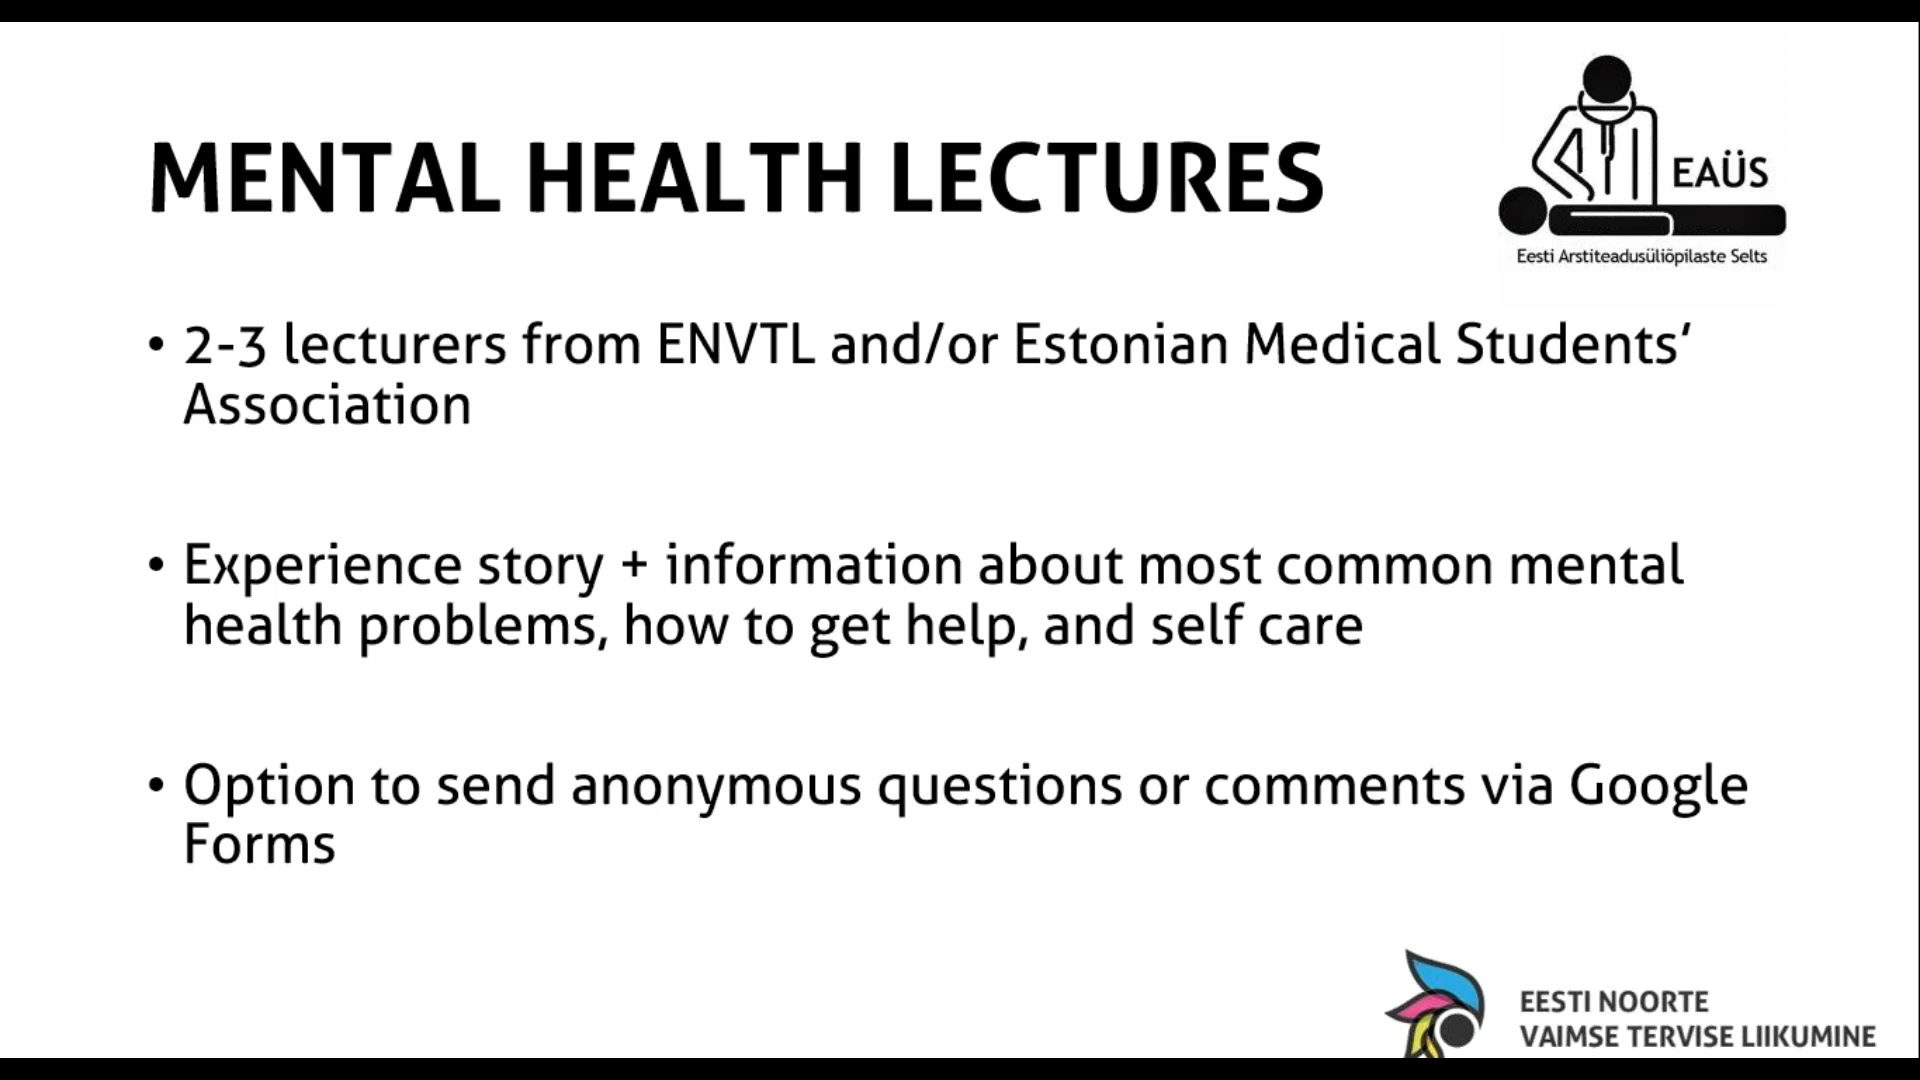 MENTAL HEALTH LECTURES
EAÜS
Eesti Arstiteadusüliõpilaste Selts
• 2-3 lecturers from ENVTL and/or Estonian Medical Students’
Association
• Experience story + information about most common mental
health problems, how to get help, and self care
• Option to send anonymous questions or comments via Google
Forms
EESTI NOORTE
VAIMSE TERVISE LIIKUMINE